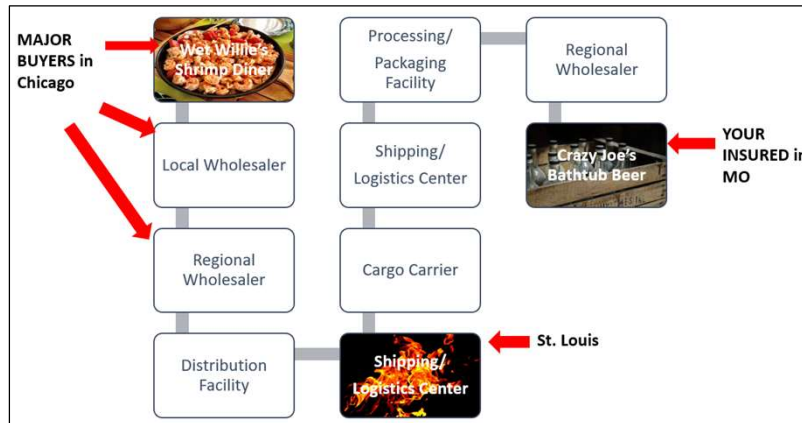 MAJOR
BUYERS in
Chicago
Wet Willie's
Shrimp Diner
Local Wholesaler
Regional
Wholesaler
Distribution
Facility
Processing/
Packaging
Facility
Shipping/
Logistics Center
Cargo Carrier
Shipping/
Logistics Center
St. Louis
Regional
Wholesaler
Crazy Joe's
Bathtub Beer
YOUR
INSURED in
MO